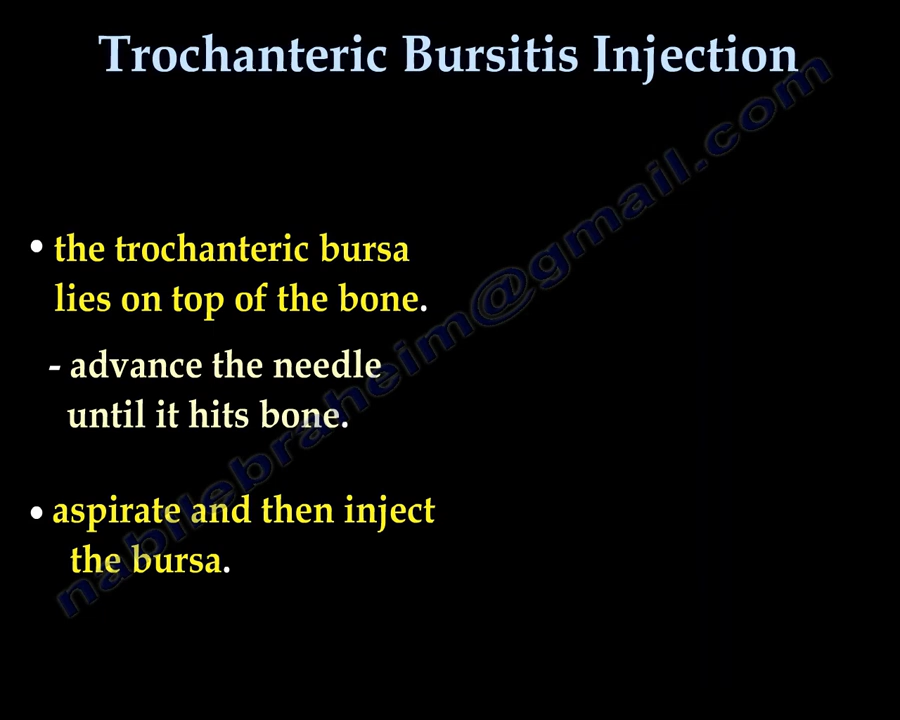 Trochanteric Bursitis Injection
• the trochanteric bursa
lies on top of the bone.
- advance the needle
until it hits bone.
• aspirate and then inject
the bursa.
nabilebraheim@gmail.com